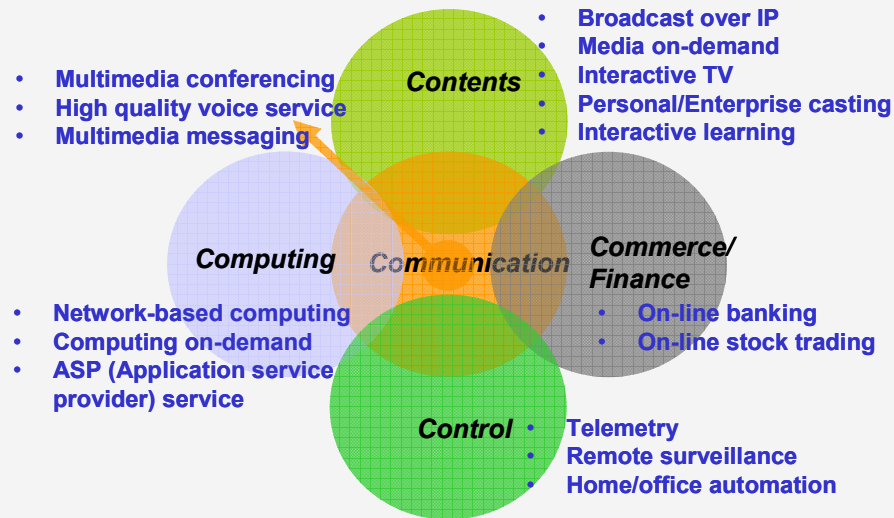 • Broadcast over IP
• Media on-demand
• Interactive TV
• Personal/Enterprise casting
• Interactive learning
• Multimedia conferencing
• High quality voice service
• Multimedia messaging
Contents
Computing
Communication
Commerce/
Finance
• Network-based computing
• Computing on-demand
• ASP (Application service
provider) service
• On-line banking
• On-line stock trading
Control
• Telemetry
• Remote surveillance
• Home/office automation